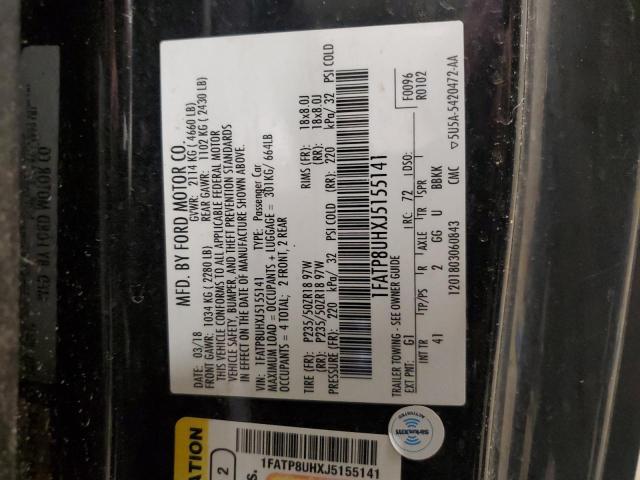 MFD. BY FORD MOTOR CO.
DATE: 03/18 GVWR: 2114 KG ( 4660 LB)
FRONT GAWR: 1034 KG ( 2280 LB) REAR GAWR: 1102 KG ( 2430 LB)
THIS VEHICLE CONFORMS TO ALL APPLICABLE FEDERAL MOTOR
VEHICLE SAFETY, BUMPER, AND THEFT PREVENTION STANDARDS
IN EFFECT ON THE DATE OF MANUFACTURE SHOWN ABOVE.
VIN: 1FATP8UHXJ5155141 TYPE: Passenger Car
MAXIMUM LOAD = OCCUPANTS + LUGGAGE = 301KG/ 664LB
OCCUPANTS = 4 TOTAL; 2 FRONT, 2 REAR
TIRE (FR): P235/50ZR18 97W RIMS (FR): 18x8.0J
(RR): P235/50ZR18 97W (RR): 18x8.0J
PRESSURE (FR): 220 kPa/ 32 PSI COLD (RR): 220 kPa/ 32 PSI COLD
1FATP8UHXJ5155141
TRAILER TOWING - SEE OWNER GUIDE F0096
EXT PNT: G1 RC: 72 DSO: R0102
INT TR TP/PS R AXLE TR SPR
41 2 GG U BBKK
1201803060843 CMC 5U5A-5420472-AA
SiriusXM
2
1FATP8UHXJ5155141